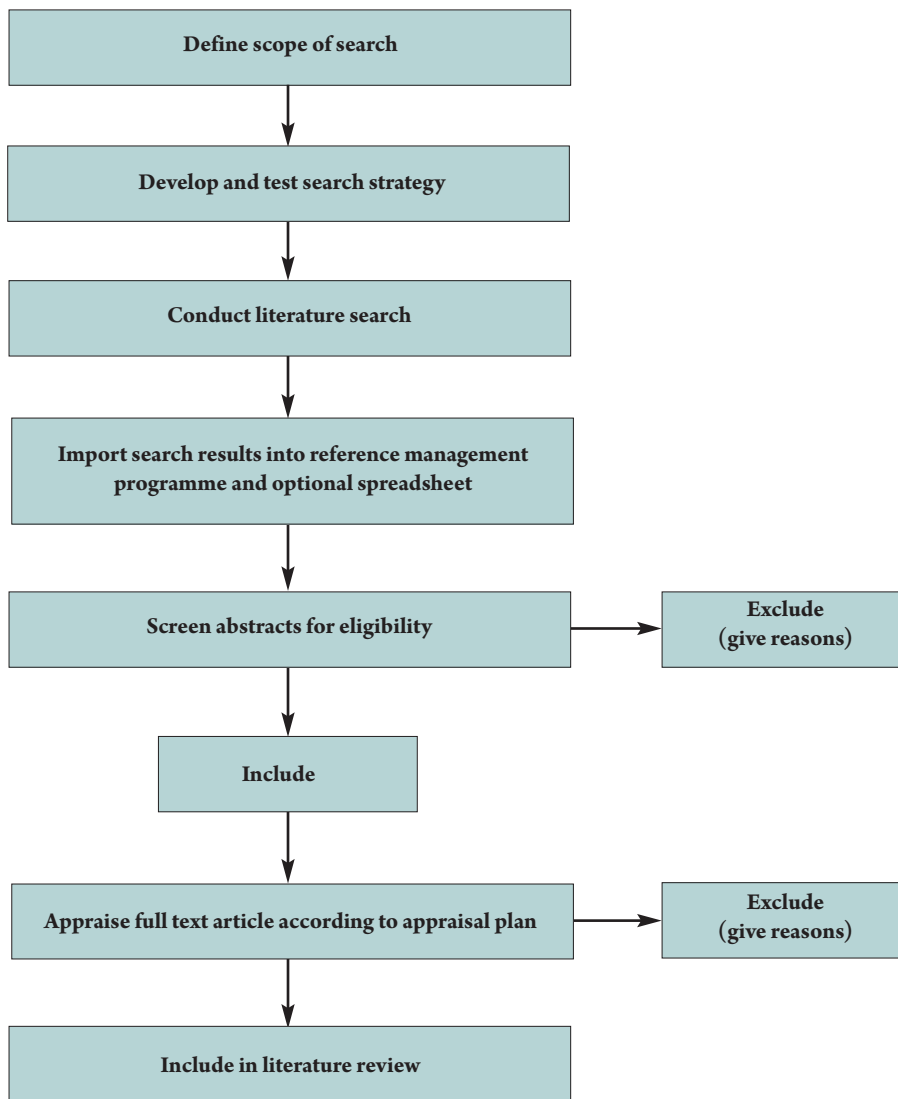 Define scope of search
Develop and test search strategy
Conduct literature search
Import search results into reference management
programme and optional spreadsheet
Screen abstracts for eligibility
Exclude
(give reasons)
Include
Appraise full text article according to appraisal plan
Exclude
(give reasons)
Include in literature review